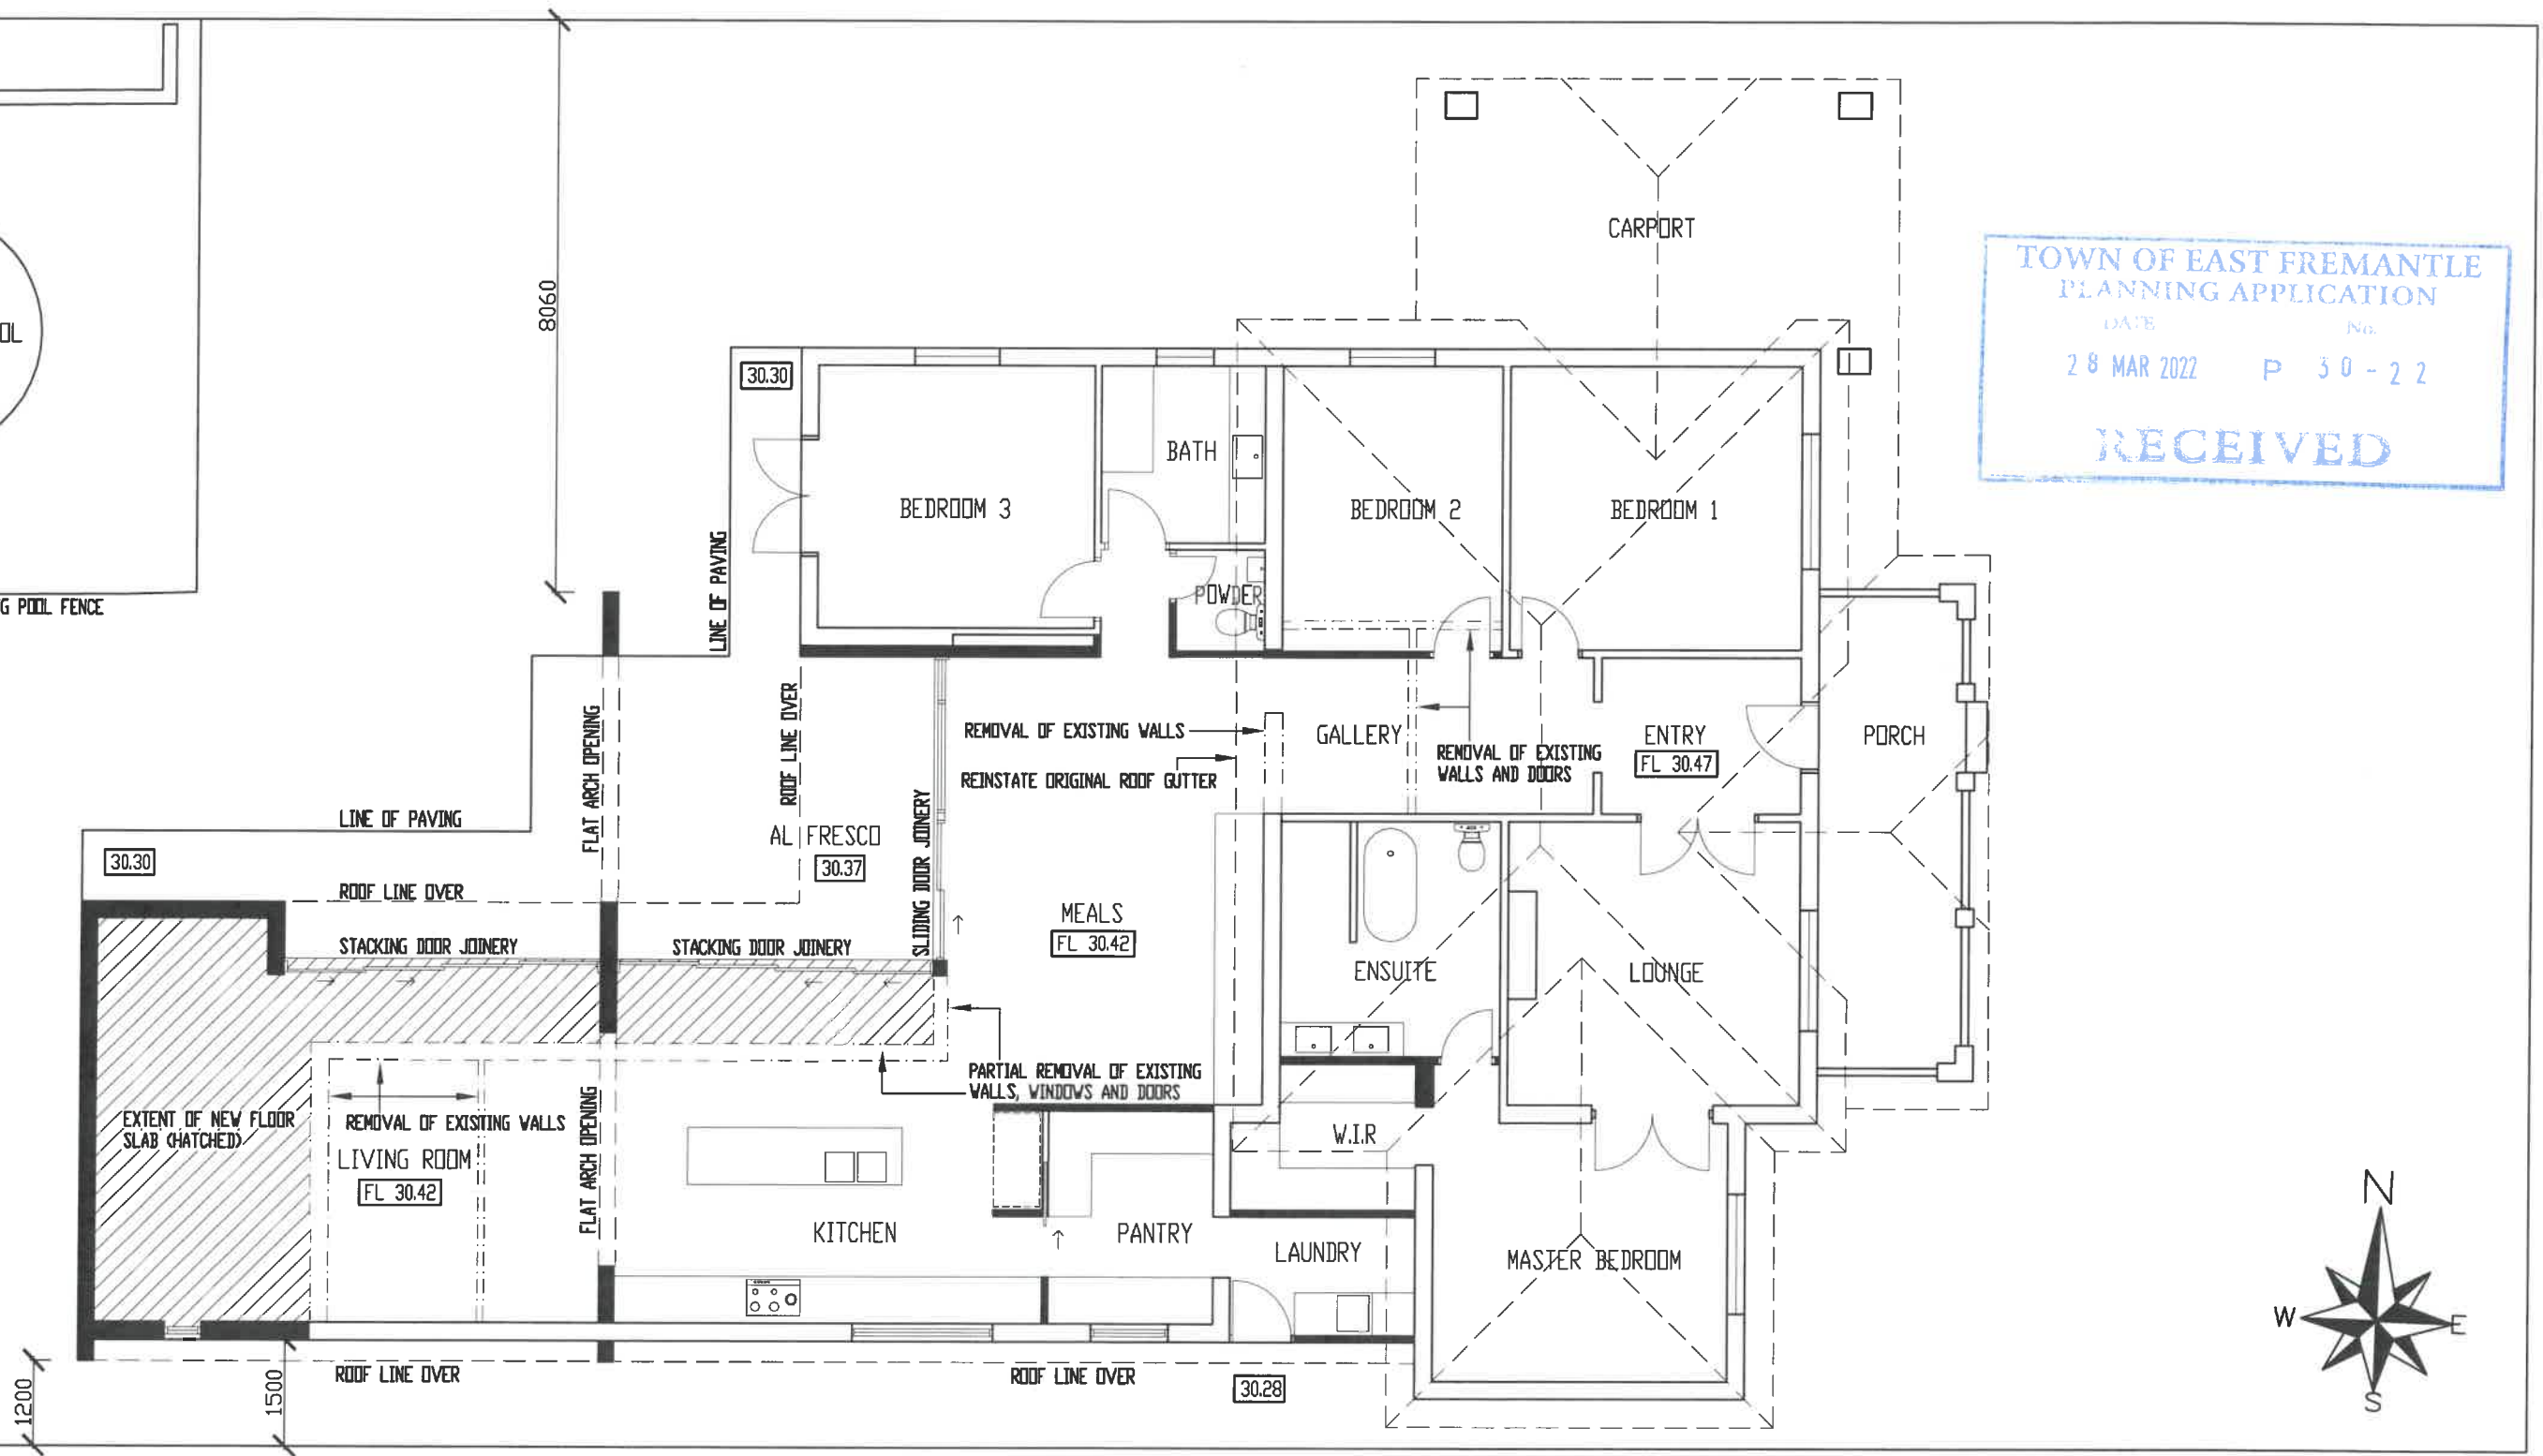 8060
OL
G POOL FENCE
CARPORT
TOWN OF EAST FREMANTLE
PLANNING APPLICATION
DATE No.
28 MAR 2022 P 30-22
RECEIVED
30.30
BATH
BEDROOM 3
BEDROOM 2
BEDROOM 1
LINE OF PAVING
POWDER
FLAT ARCH OPENING
ROOF LINE OVER
REMOVAL OF EXISTING WALLS
REINSTATE ORIGINAL ROOF GUTTER
GALLERY
REMOVAL OF EXISTING
WALLS AND DOORS
ENTRY
FL 30.47
PORCH
LINE OF PAVING
AL FRESCO
30.37
SLIDING DOOR JOINERY
30.30
ROOF LINE OVER
MEALS
FL 30.42
STACKING DOOR JOINERY
STACKING DOOR JOINERY
ENSUITE
LOUNGE
PARTIAL REMOVAL OF EXISTING
WALLS, WINDOWS AND DOORS
EXTENT OF NEW FLOOR
SLAB (HATCHED)
REMOVAL OF EXISTING WALLS
LIVING ROOM
FL 30.42
FLAT ARCH OPENING
W.I.R
KITCHEN
PANTRY
LAUNDRY
MASTER BEDROOM
ROOF LINE OVER
ROOF LINE OVER
30.28
1200
1500
N
W
E
S